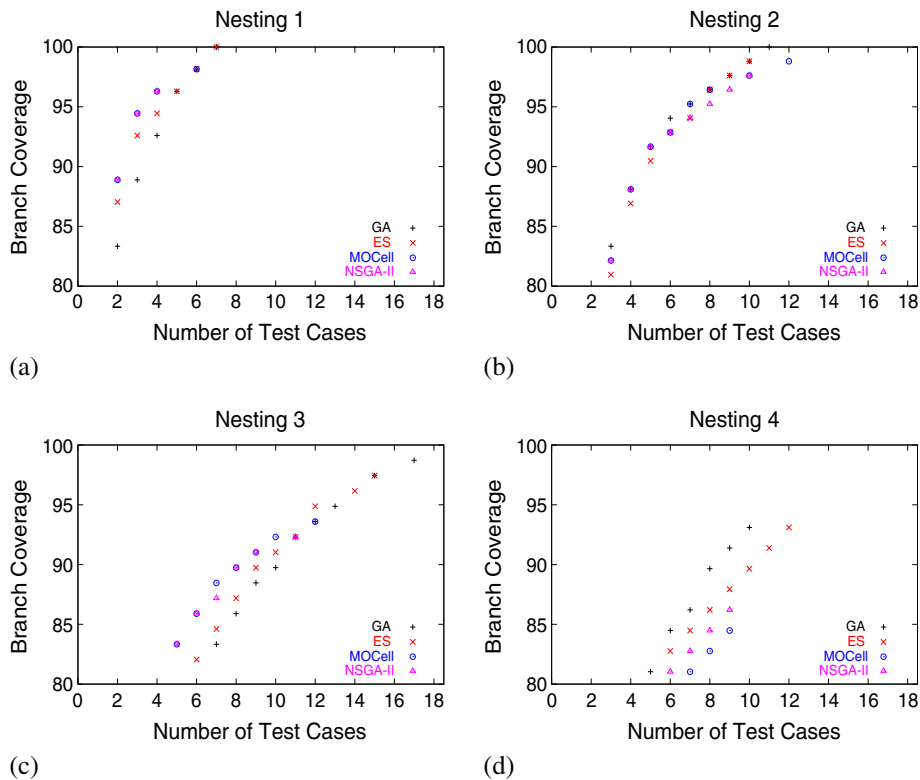 Nesting 1
100
95
90
85
80
Branch Coverage
GA
ES
MOCell
NSGA-II
0 2 4 6 8 10 12 14 16 18
Number of Test Cases
(a)
Nesting 2
100
95
90
85
80
Branch Coverage
GA
ES
MOCell
NSGA-II
0 2 4 6 8 10 12 14 16 18
Number of Test Cases
(b)
Nesting 3
100
95
90
85
80
Branch Coverage
GA
ES
MOCell
NSGA-II
0 2 4 6 8 10 12 14 16 18
Number of Test Cases
(c)
Nesting 4
100
95
90
85
80
Branch Coverage
GA
ES
MOCell
NSGA-II
0 2 4 6 8 10 12 14 16 18
Number of Test Cases
(d)